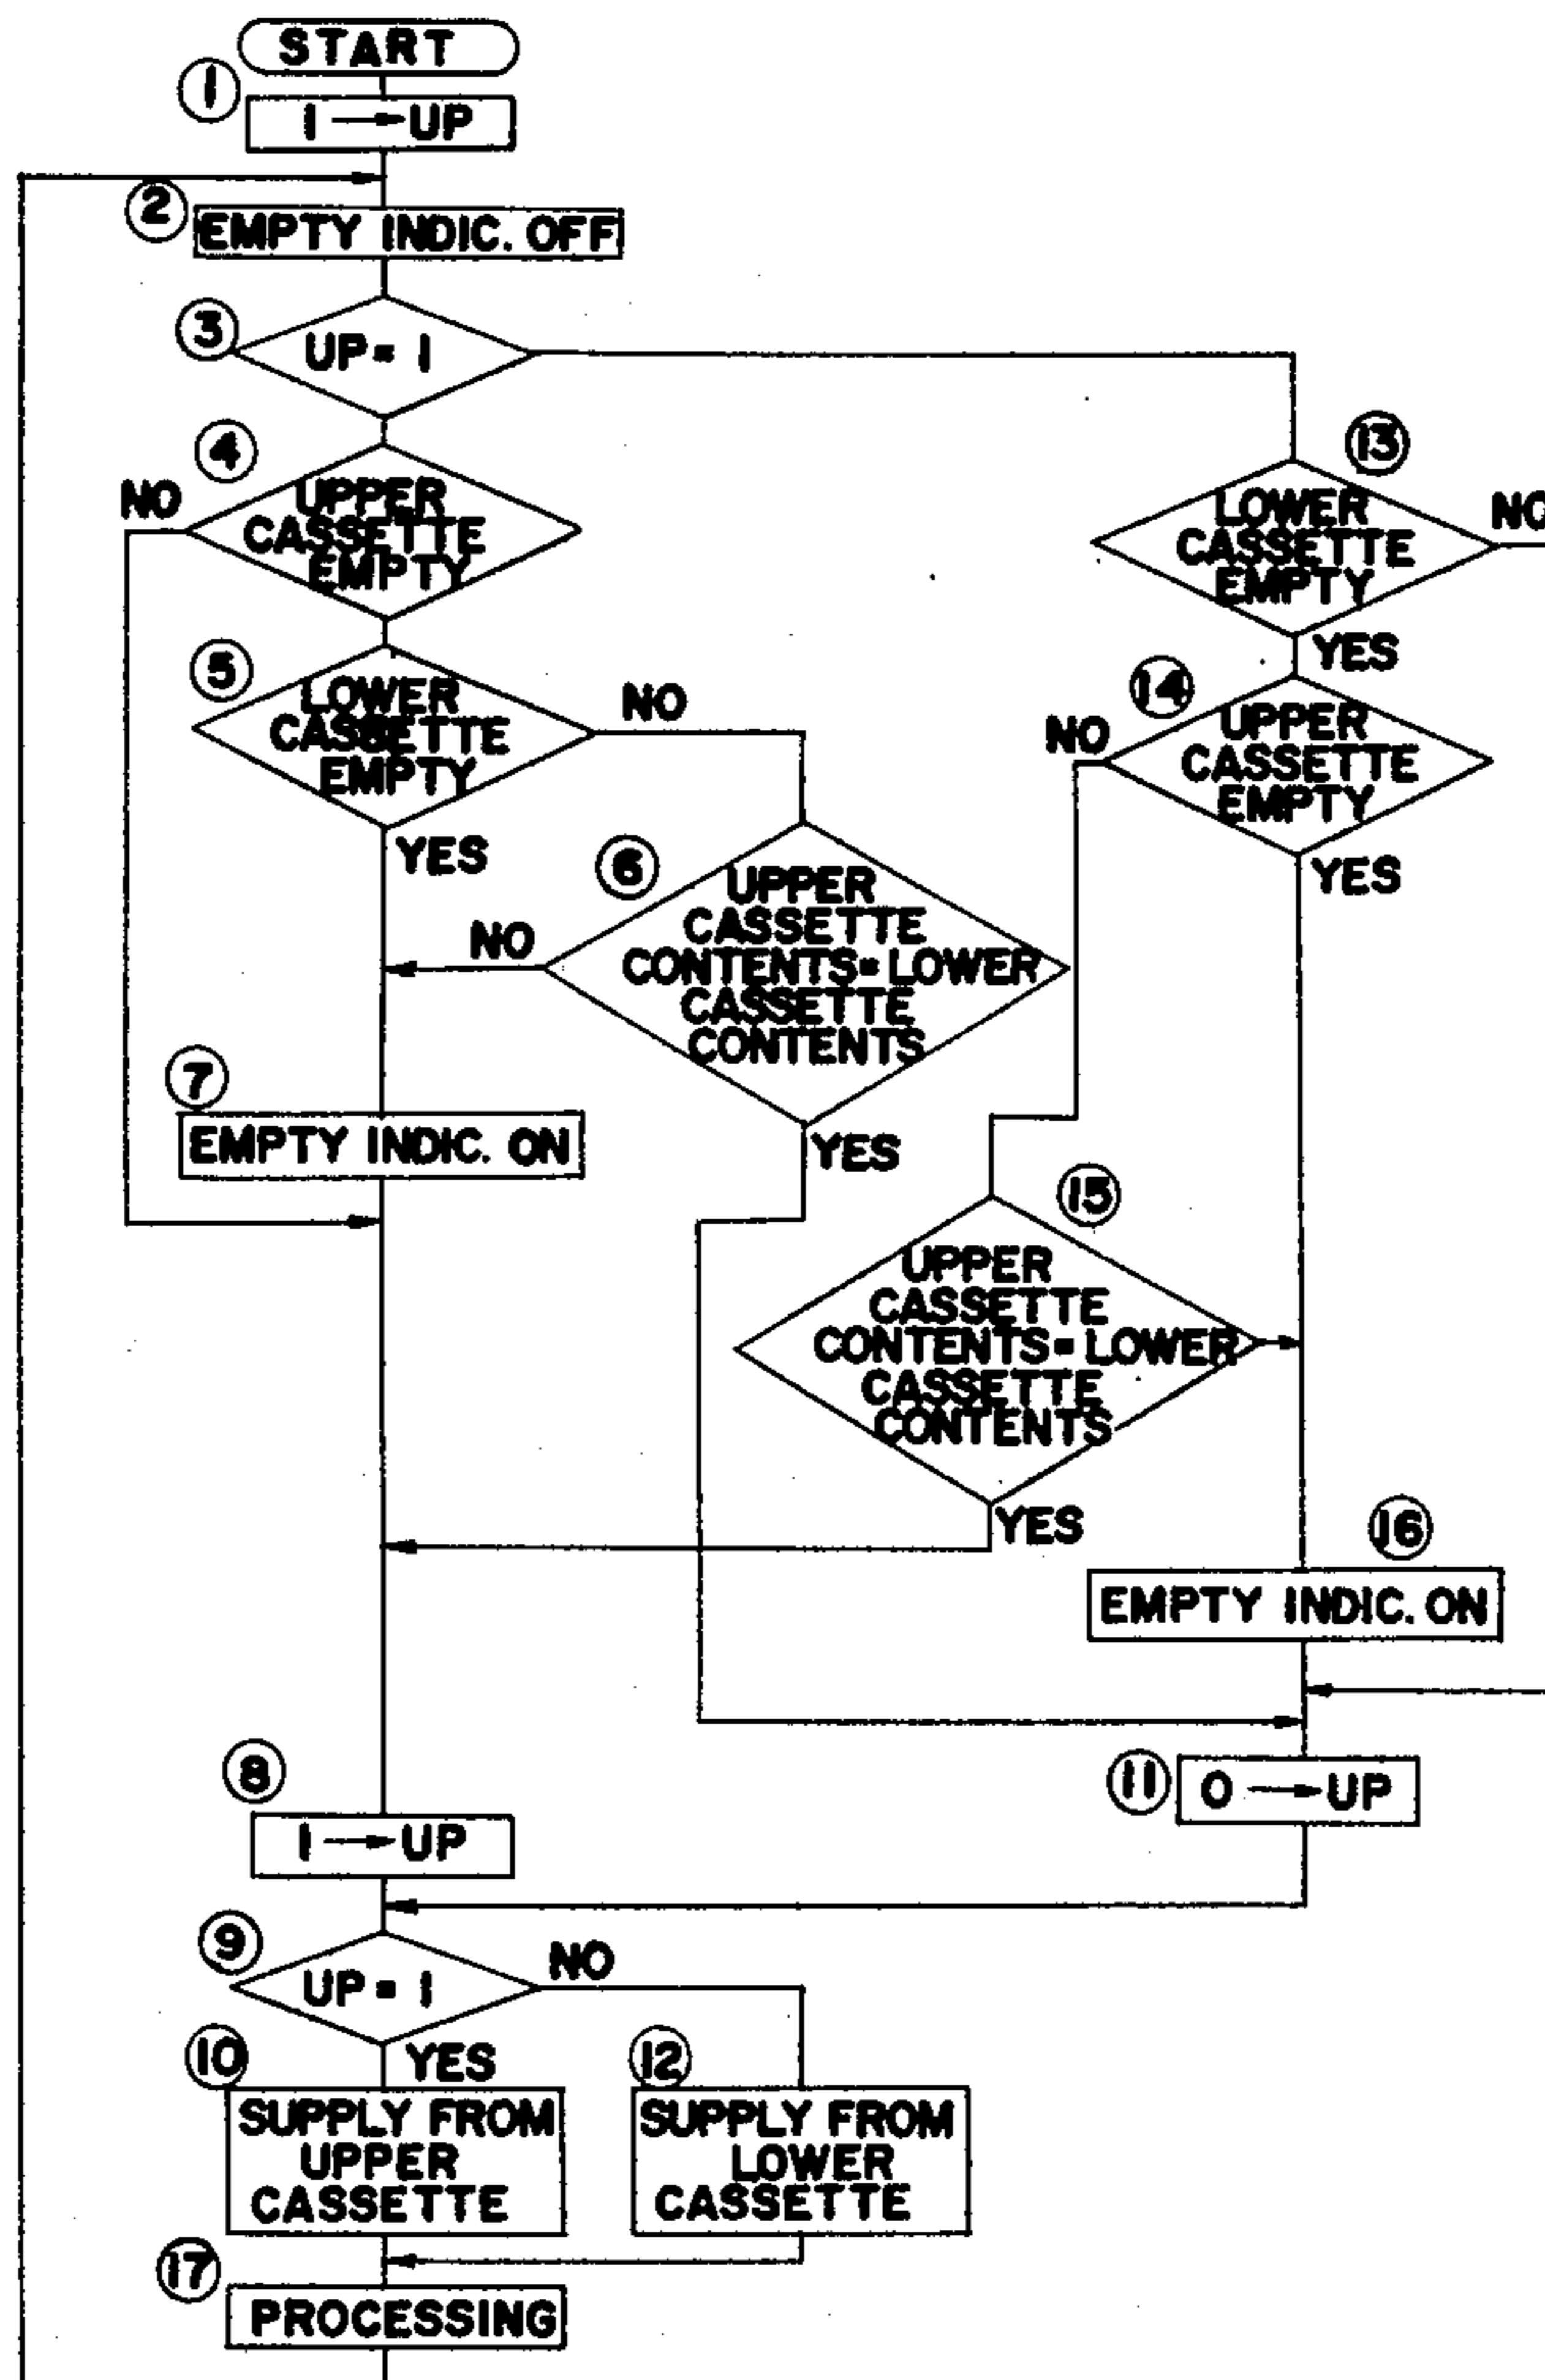 START
1
1 → UP
2
EMPTY INDIC. OFF
3
UP = 1
4
NO
UPPER
CASSETTE
EMPTY
13
LOWER
CASSETTE
EMPTY
NO
YES
5
LOWER
CASSETTE
EMPTY
NO
YES
14
NO
UPPER
CASSETTE
EMPTY
YES
6
UPPER
CASSETTE
CONTENTS = LOWER
CASSETTE
CONTENTS
NO
YES
7
EMPTY INDIC. ON
15
UPPER
CASSETTE
CONTENTS = LOWER
CASSETTE
CONTENTS
YES
16
EMPTY INDIC. ON
8
1 → UP
11
0 → UP
9
UP = 1
NO
YES
10
SUPPLY FROM
UPPER
CASSETTE
12
SUPPLY FROM
LOWER
CASSETTE
17
PROCESSING